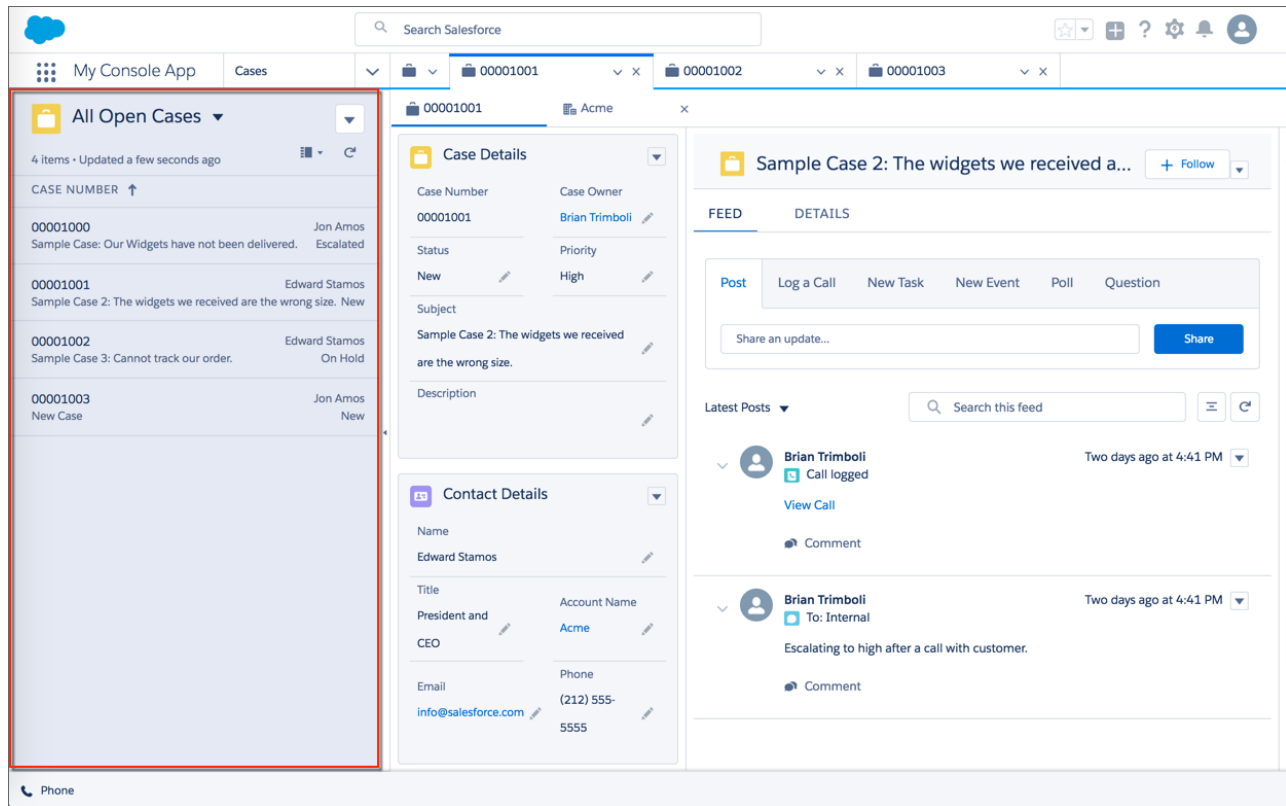 Search Salesforce
My Console App
Cases
00001001
00001002
00001003
All Open Cases
4 items • Updated a few seconds ago
CASE NUMBER
00001000 Jon Amos
Sample Case: Our Widgets have not been delivered. Escalated
00001001 Edward Stamos
Sample Case 2: The widgets we received are the wrong size. New
00001002 Edward Stamos
Sample Case 3: Cannot track our order. On Hold
00001003 Jon Amos
New Case New
00001001
Acme
Case Details
Case Number Case Owner
00001001 Brian Trimboli
Status Priority
New High
Subject
Sample Case 2: The widgets we received
are the wrong size.
Description
Contact Details
Name
Edward Stamos
Title
President and
CEO
Account Name
Acme
Email
info@salesforce.com
Phone
(212) 555-
5555
Sample Case 2: The widgets we received a...
+ Follow
FEED DETAILS
Post Log a Call New Task New Event Poll Question
Share an update...
Share
Latest Posts
Search this feed
Brian Trimboli Two days ago at 4:41 PM
Call logged
View Call
Comment
Brian Trimboli Two days ago at 4:41 PM
To: Internal
Escalating to high after a call with customer.
Comment
Phone